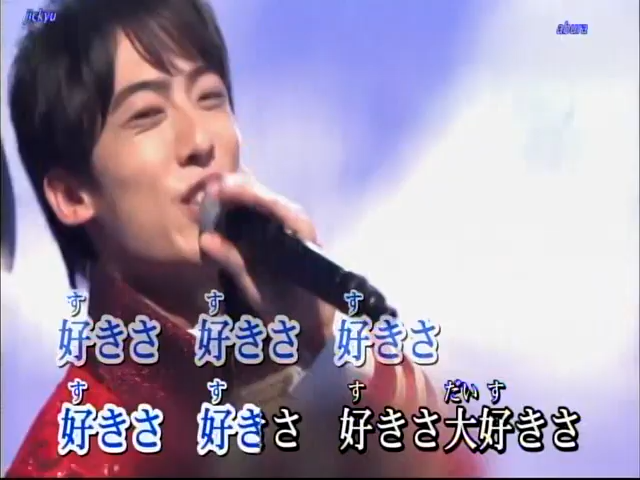 jickyu
abura
す す す
好きさ 好きさ 好きさ
す す す だい す
好きさ 好きさ 好きさ大好きさ